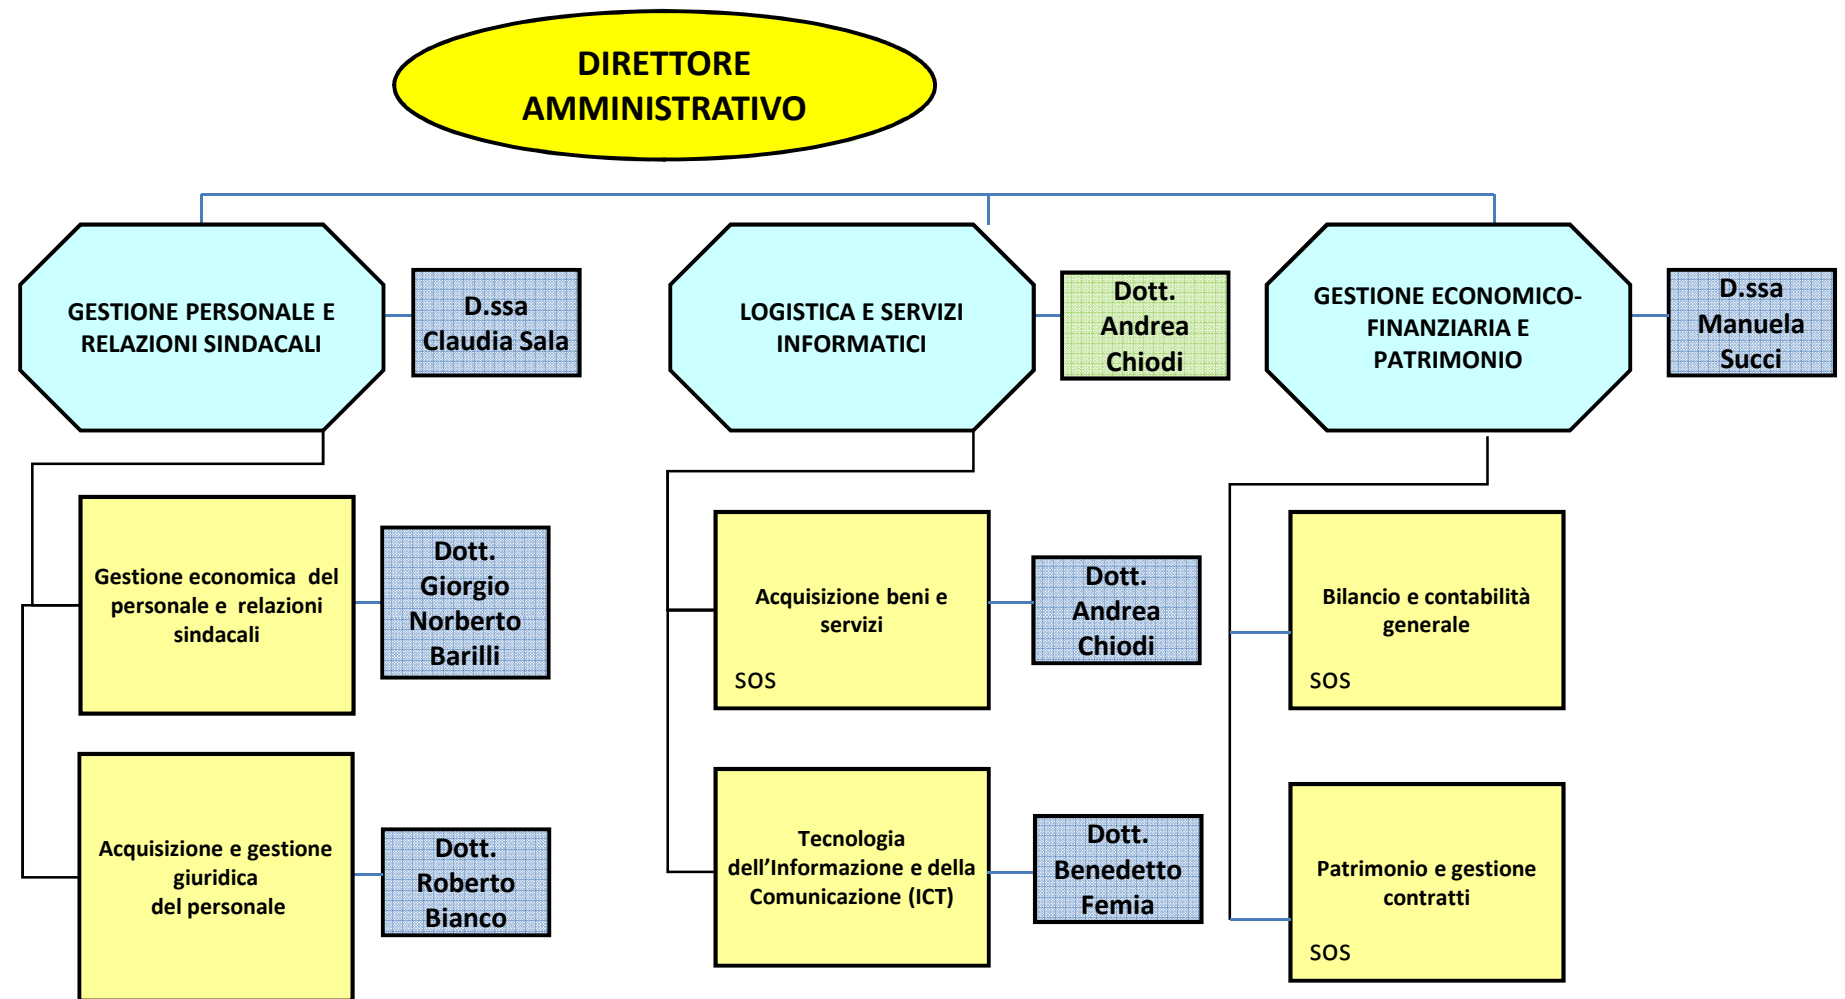 DIRETTORE
AMMINISTRATIVO
GESTIONE PERSONALE E
RELAZIONI SINDACALI
D.ssa
Claudia Sala
LOGISTICA E SERVIZI
INFORMATICI
Dott.
Andrea
Chiodi
GESTIONE ECONOMICO-
FINANZIARIA E
PATRIMONIO
D.ssa
Manuela
Succi
Gestione economica del
personale e relazioni
sindacali
Dott.
Giorgio
Norberto
Barilli
Acquisizione beni e
servizi
SOS
Dott.
Andrea
Chiodi
Bilancio e contabilità
generale
SOS
Acquisizione e gestione
giuridica
del personale
Dott.
Roberto
Bianco
Tecnologia
dell’Informazione e della
Comunicazione (ICT)
Dott.
Benedetto
Femia
Patrimonio e gestione
contratti
SOS